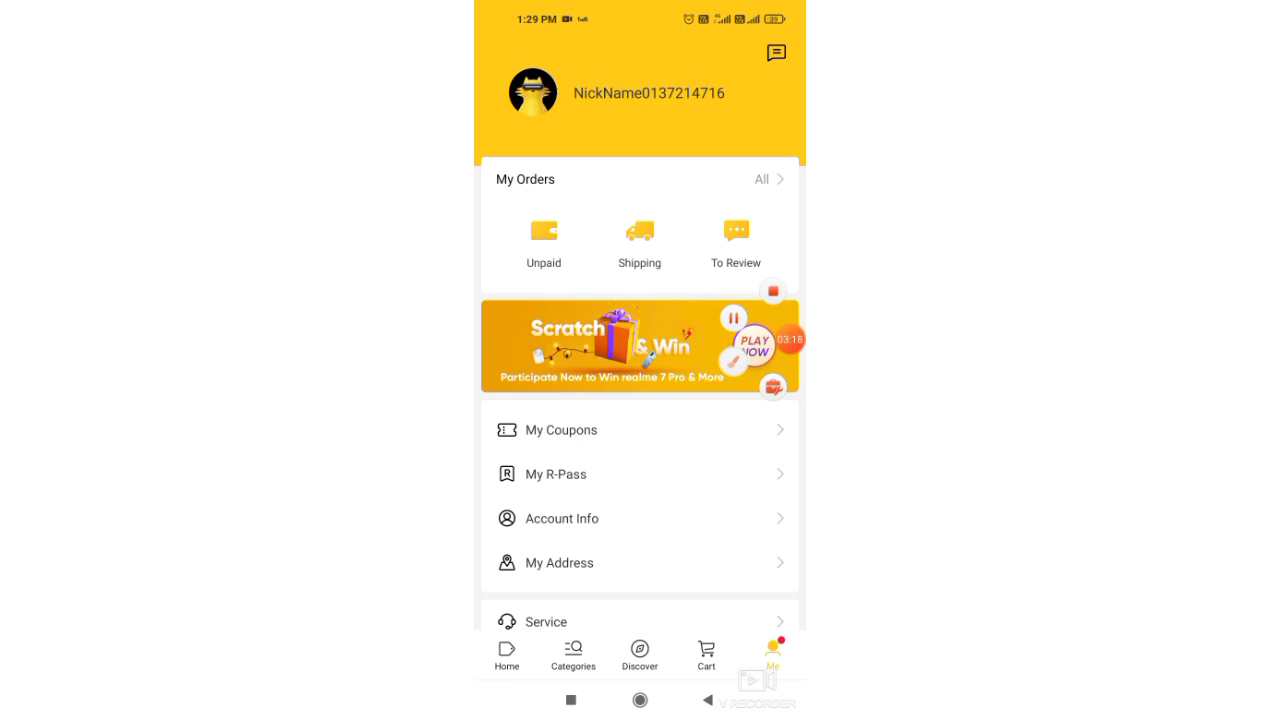 1:29 PM
39
NickName0137214716
My Orders
All
Unpaid
Shipping
To Review
Scratch
& Win
PLAY
NOW
03:18
Participate Now to Win realme 7 Pro & More
My Coupons
R
My R-Pass
Account Info
My Address
Service
Home
Categories
Discover
Cart
Me
V RECORDER